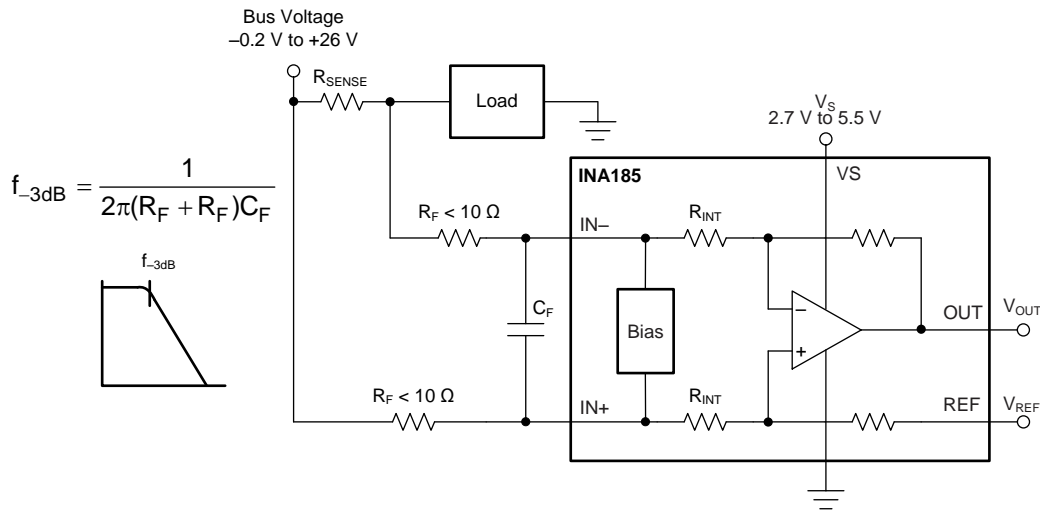 Bus Voltage
–0.2 V to +26 V
R_SENSE
Load
V_S
2.7 V to 5.5 V
f_–3dB = 1 / 2π(R_F + R_F)C_F
INA185
VS
R_F < 10 Ω
IN–
R_INT
f_–3dB
C_F
Bias
–
+
OUT
V_OUT
R_F < 10 Ω
IN+
R_INT
REF
V_REF